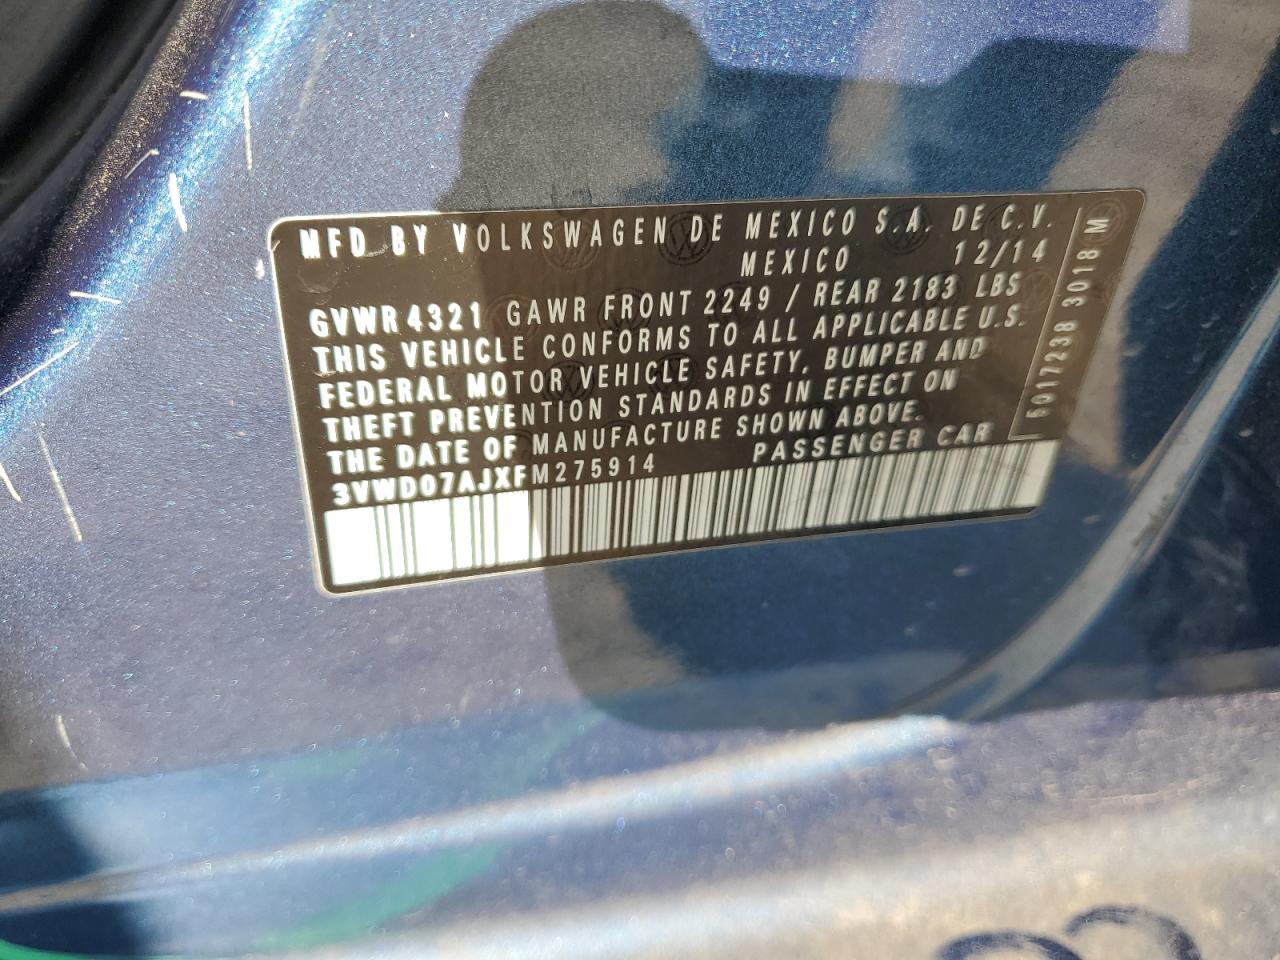 MFD BY VOLKSWAGEN DE MEXICO S.A. DE C.V.
MEXICO 12/14
GVWR 4321 GAWR FRONT 2249 / REAR 2183 LBS
THIS VEHICLE CONFORMS TO ALL APPLICABLE U.S.
FEDERAL MOTOR VEHICLE SAFETY, BUMPER AND
THEFT PREVENTION STANDARDS IN EFFECT ON
THE DATE OF MANUFACTURE SHOWN ABOVE.
3VWD07AJXFM275914 PASSENGER CAR
5017238 3018 M